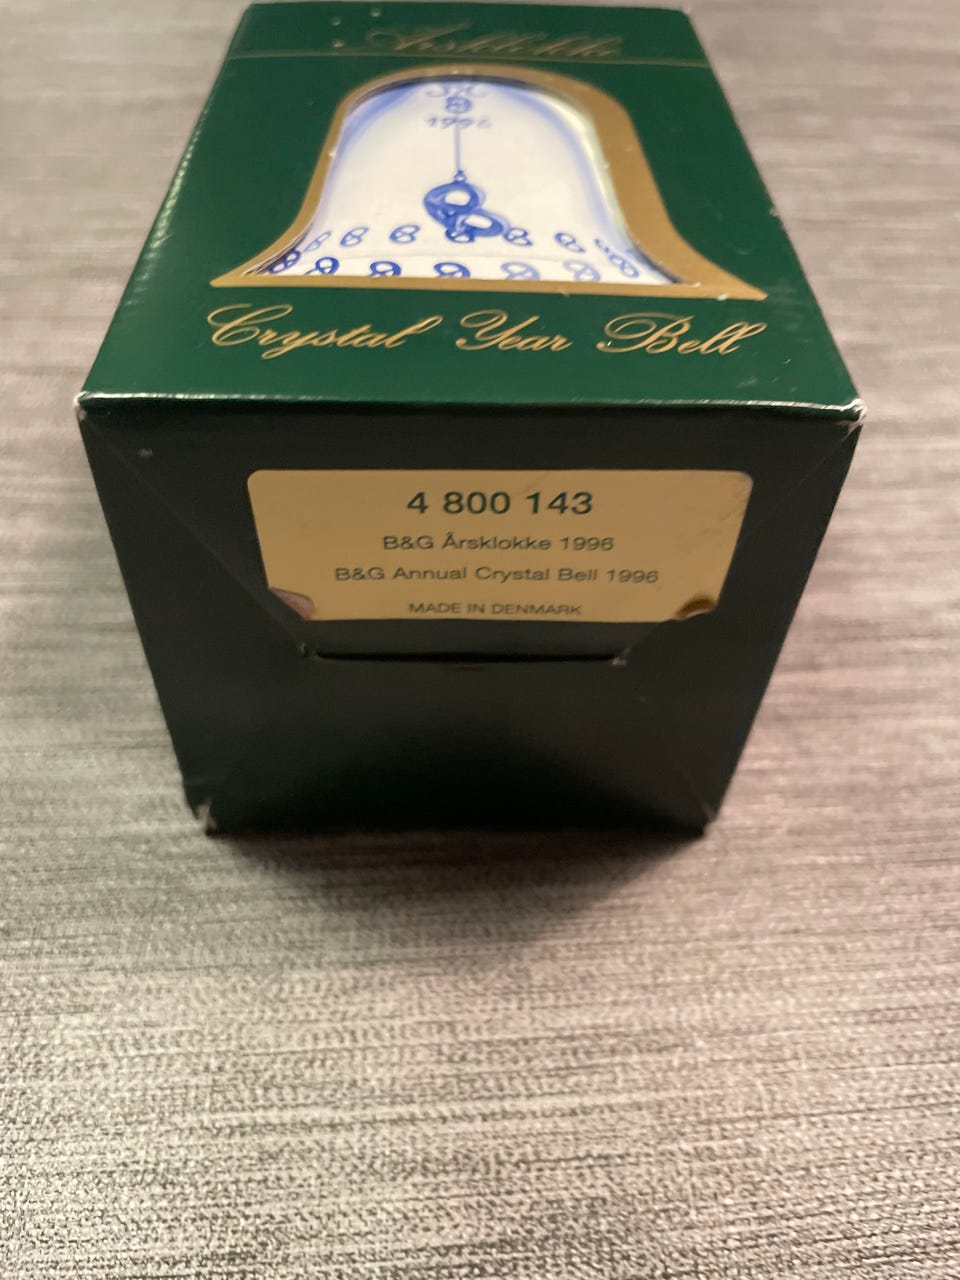 Årsklokke
1996
Crystal Year Bell
4 800 143
B&G Årsklokke 1996
B&G Annual Crystal Bell 1996
MADE IN DENMARK